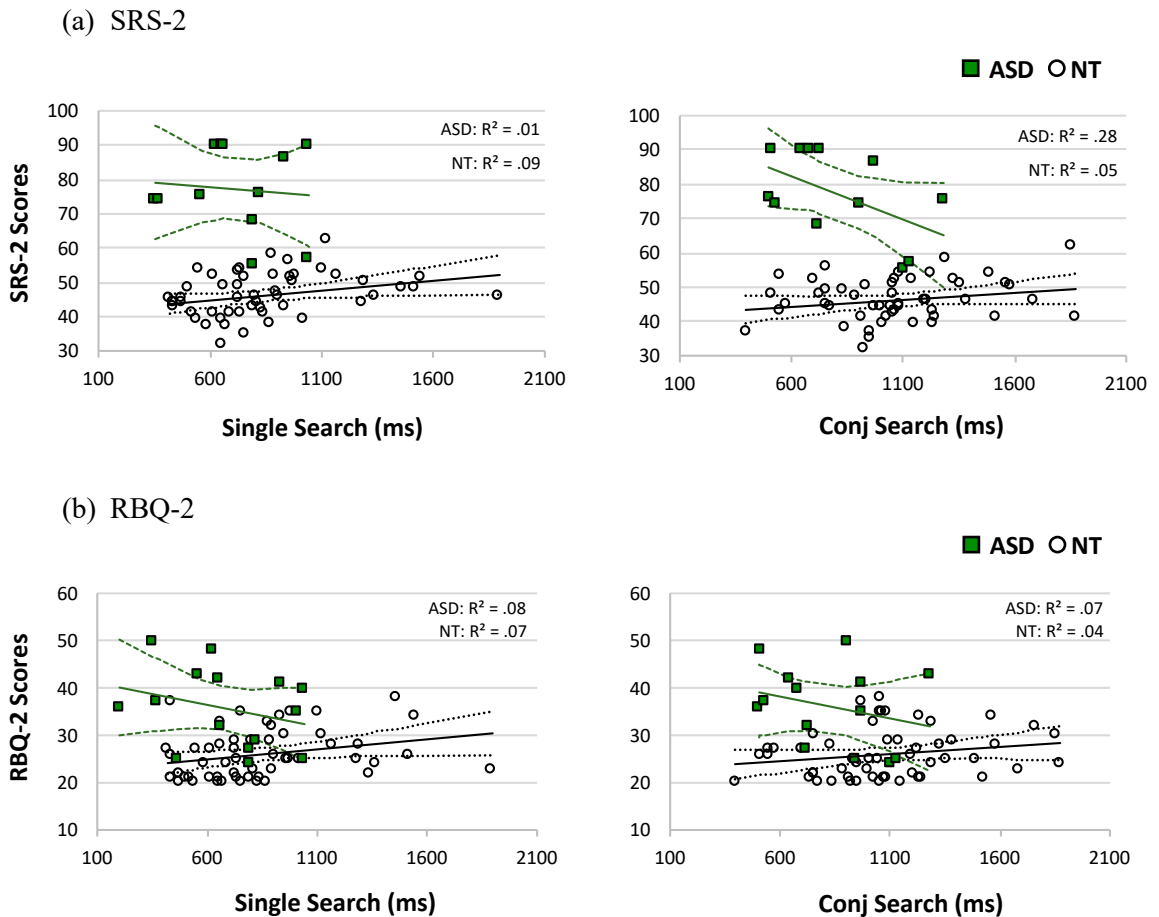 (a) SRS-2
ASD NT
SRS-2 Scores
100
90
80
70
60
50
40
30
100 600 1100 1600 2100
Single Search (ms)
ASD: R² = .01
NT: R² = .09
100
90
80
70
60
50
40
30
100 600 1100 1600 2100
Conj Search (ms)
ASD: R² = .28
NT: R² = .05
(b) RBQ-2
ASD NT
RBQ-2 Scores
60
50
40
30
20
10
100 600 1100 1600 2100
Single Search (ms)
ASD: R² = .08
NT: R² = .07
60
50
40
30
20
10
100 600 1100 1600 2100
Conj Search (ms)
ASD: R² = .07
NT: R² = .04